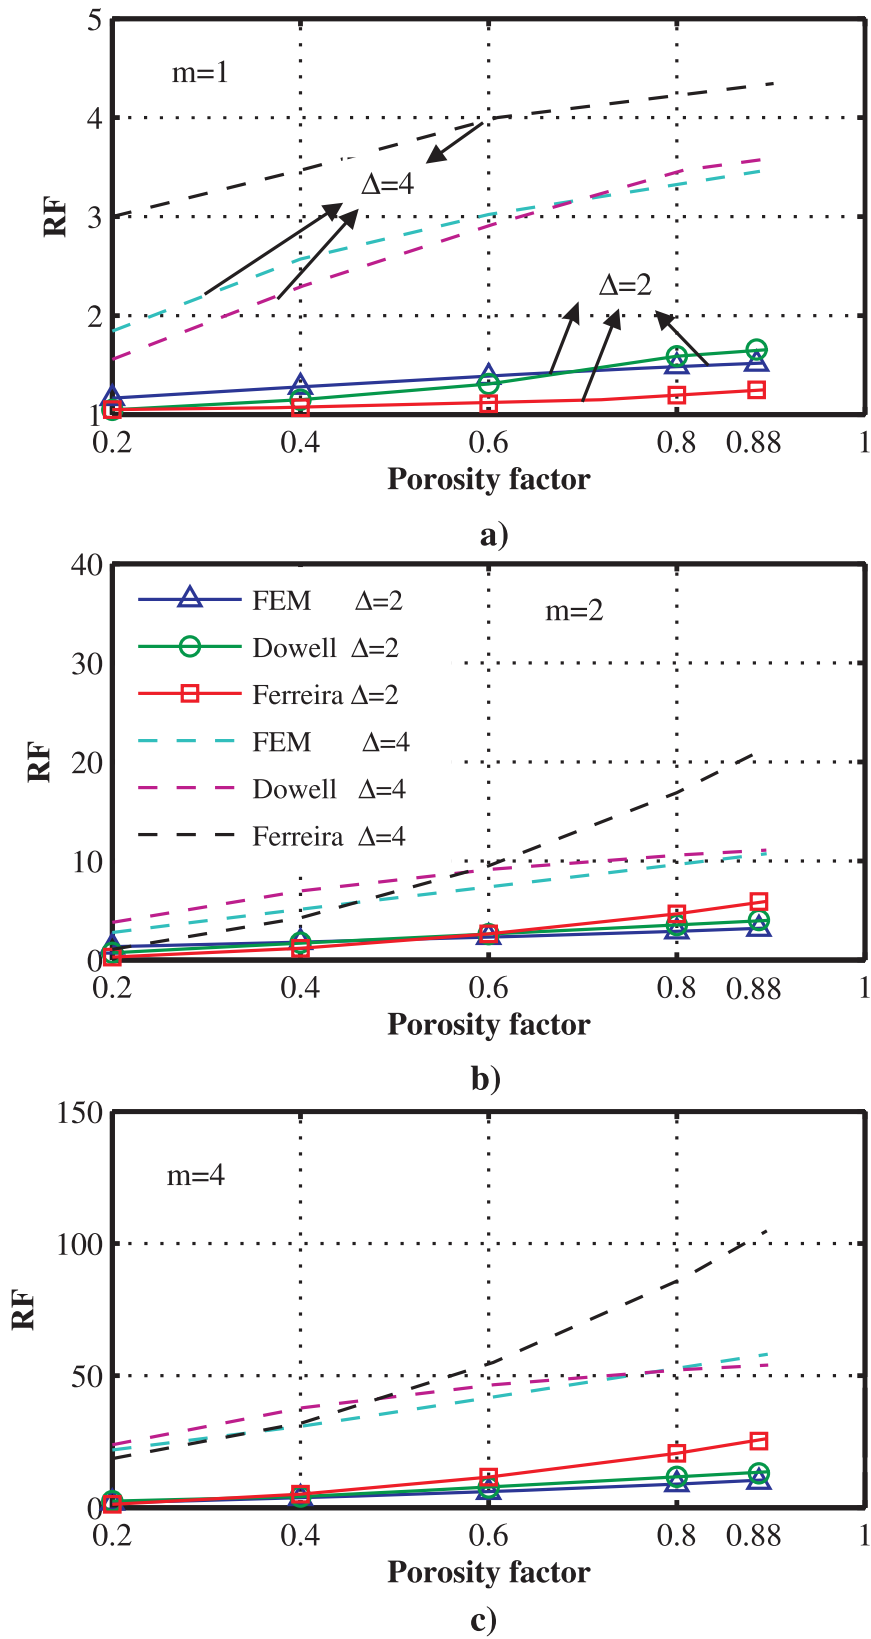 5
4
3
2
1
RF
m=1
Δ=4
Δ=2
0.2 0.4 0.6 0.8 0.88 1
Porosity factor
a)
40
30
20
10
0
RF
m=2
FEM Δ=2
Dowell Δ=2
Ferreira Δ=2
FEM Δ=4
Dowell Δ=4
Ferreira Δ=4
0.2 0.4 0.6 0.8 0.88 1
Porosity factor
b)
150
100
50
0
RF
m=4
0.2 0.4 0.6 0.8 0.88 1
Porosity factor
c)